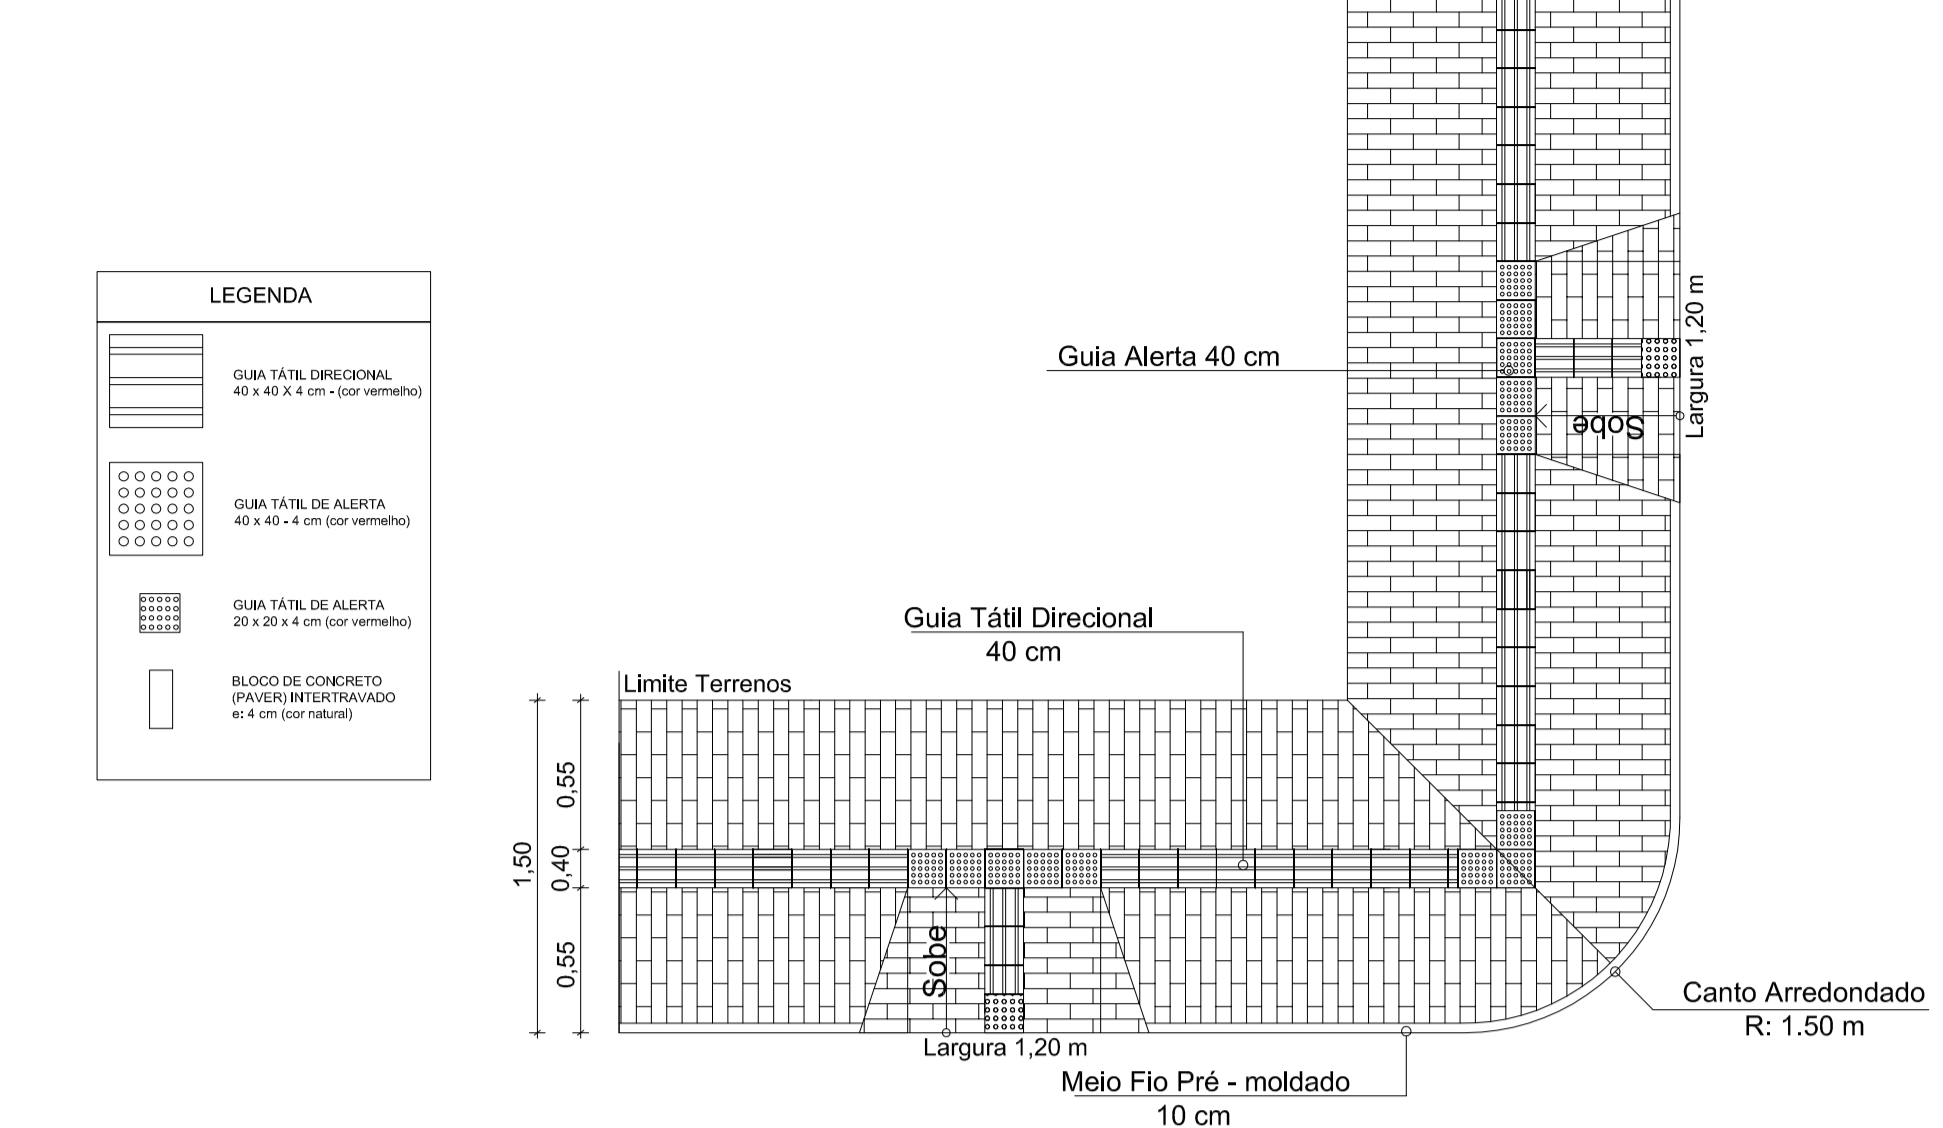 LEGENDA
GUIA TÁTIL DIRECIONAL
40 x 40 X 4 cm - (cor vermelho)
GUIA TÁTIL DE ALERTA
40 x 40 - 4 cm (cor vermelho)
GUIA TÁTIL DE ALERTA
20 x 20 x 4 cm (cor vermelho)
BLOCO DE CONCRETO
(PAVER) INTERTRAVADO
e: 4 cm (cor natural)
Guia Alerta 40 cm
Largura 1,20 m
Sobe
Guia Tátil Direcional
40 cm
Limite Terrenos
1,50
0,55
0,40
0,55
Sobe
Largura 1,20 m
Meio Fio Pré - moldado
10 cm
Canto Arredondado
R: 1.50 m